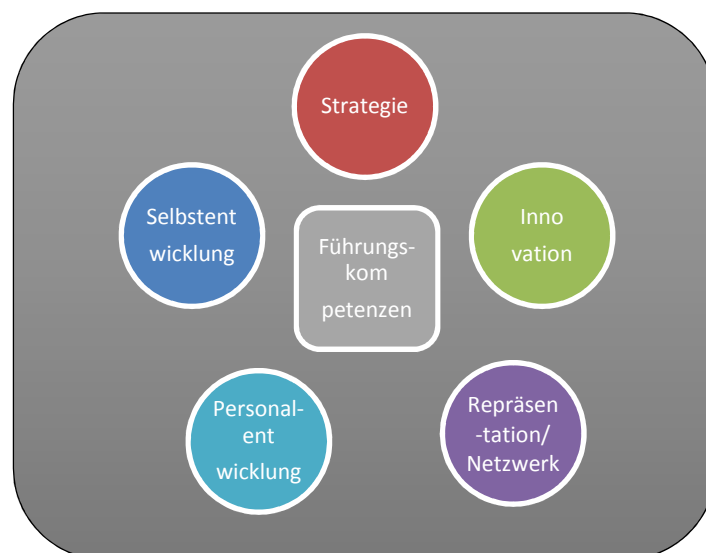 Strategie
Selbstent
wicklung
Inno
vation
Führungs-
kom
petenzen
Personal-
ent
wicklung
Repräsen
-tation/
Netzwerk